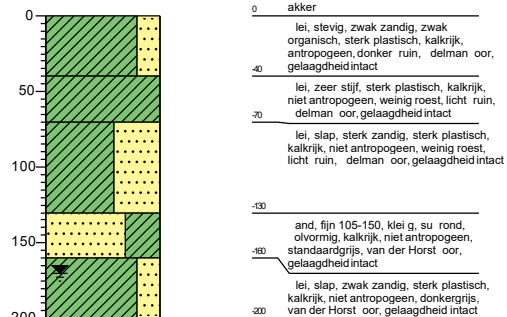 0
50
100
150
200
0 akker
lei, stevig, zwak zandig, zwak
organisch, sterk plastisch, kalkrijk,
antropogeen,donker ruin, delman oor,
gelaagdheid intact
-40
lei, zeer stijf, sterk plastisch, kalkrijk,
niet antropogeen, weinig roest, licht ruin,
delman oor, gelaagdheid intact
-70
lei, slap, sterk zandig, sterk plastisch,
kalkrijk, niet antropogeen, weinig roest,
licht ruin, delman oor, gelaagdheid intact
-130
and, fijn 105-150, klei g, su rond,
olvormig, kalkrijk, niet antropogeen,
standaardgrijs, van der Horst oor,
-160
gelaagdheid intact
lei, slap, zwak zandig, sterk plastisch,
kalkrijk, niet antropogeen, donkergrijs,
-200 van der Horst oor, gelaagdheid intact